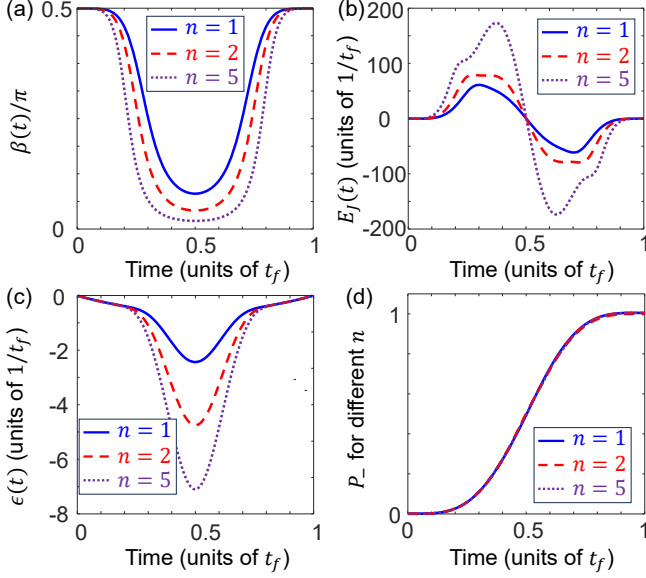 (a)
0.5
β(t)/π
0
n = 1
n = 2
n = 5
0
0.5
1
Time (units of t_f)
(b)
200
100
0
-100
-200
E_J(t) (units of 1/t_f)
n = 1
n = 2
n = 5
0
0.5
1
Time (units of t_f)
(c)
0
-2
-4
-6
-8
ϵ(t) (units of 1/t_f)
n = 1
n = 2
n = 5
0
0.5
1
Time (units of t_f)
(d)
1
0
P_− for different n
n = 1
n = 2
n = 5
0
0.5
1
Time (units of t_f)